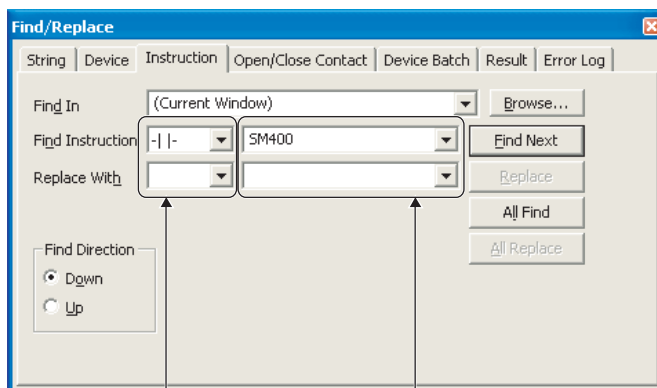 Find/Replace
String Device Instruction Open/Close Contact Device Batch Result Error Log
Find In (Current Window) Browse...
Find Instruction -| |- SM400 Find Next
Replace With Replace
All Find
Find Direction All Replace
Down
Up